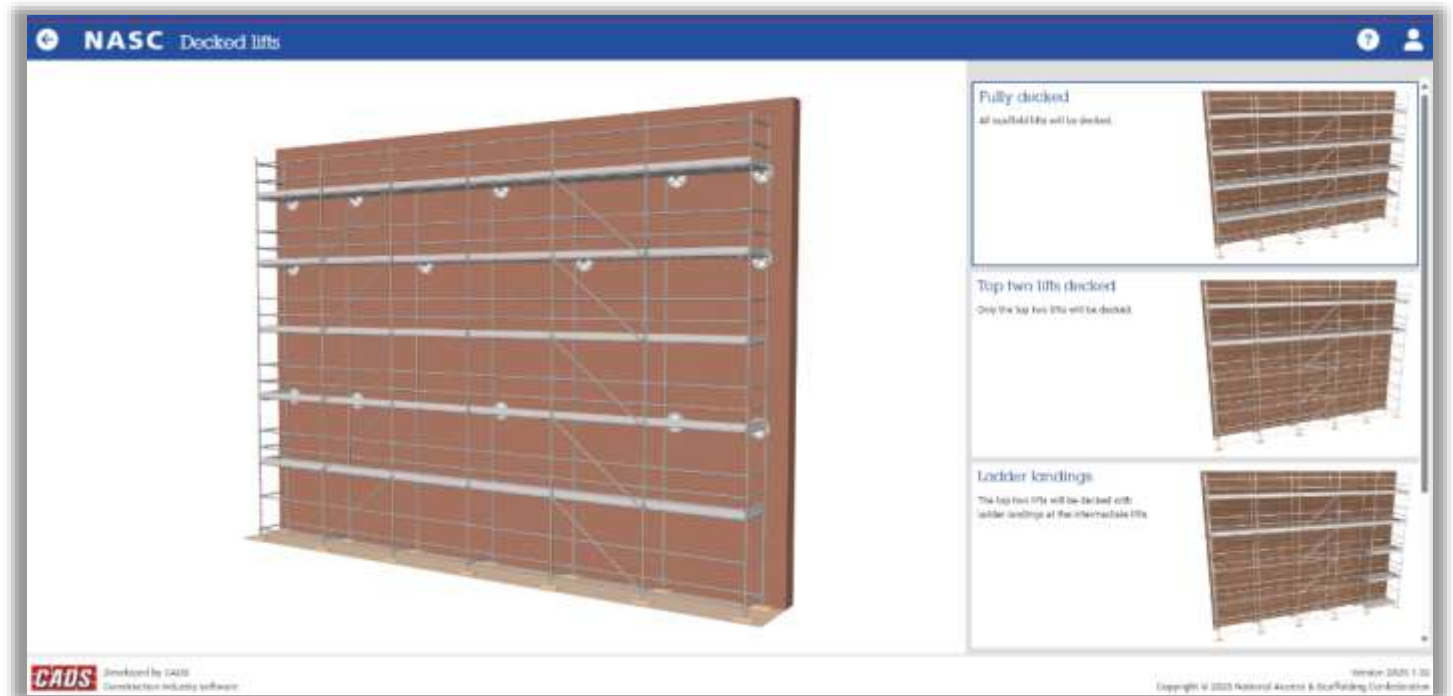 NASC Decked lifts
?
Fully decked
All scaffold lifts will be decked.
Top two lifts decked
Only the top two lifts will be decked.
Ladder landings
The top two lifts will be decked with
ladder landings at the intermediate lifts.
CADS
Developed by CADS
Construction industry software
Copyright © 2025 National Access & Scaffolding Confederation